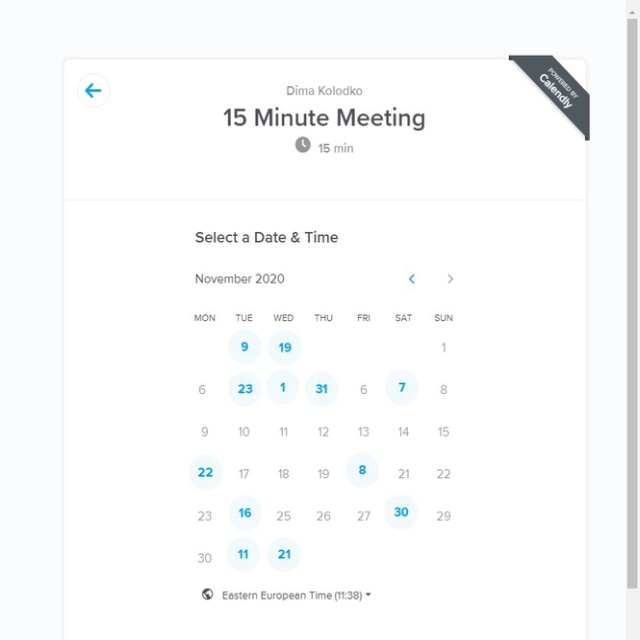 POWERED BY
Calendly
Dima Kolodko
15 Minute Meeting
15 min
Select a Date & Time
November 2020
MON TUE WED THU FRI SAT SUN
9 19 1
6 23 1 31 6 7 8
9 10 11 12 13 14 15
22 17 18 19 8 21 22
23 16 25 26 27 30 29
30 11 21
Eastern European Time (11:38)